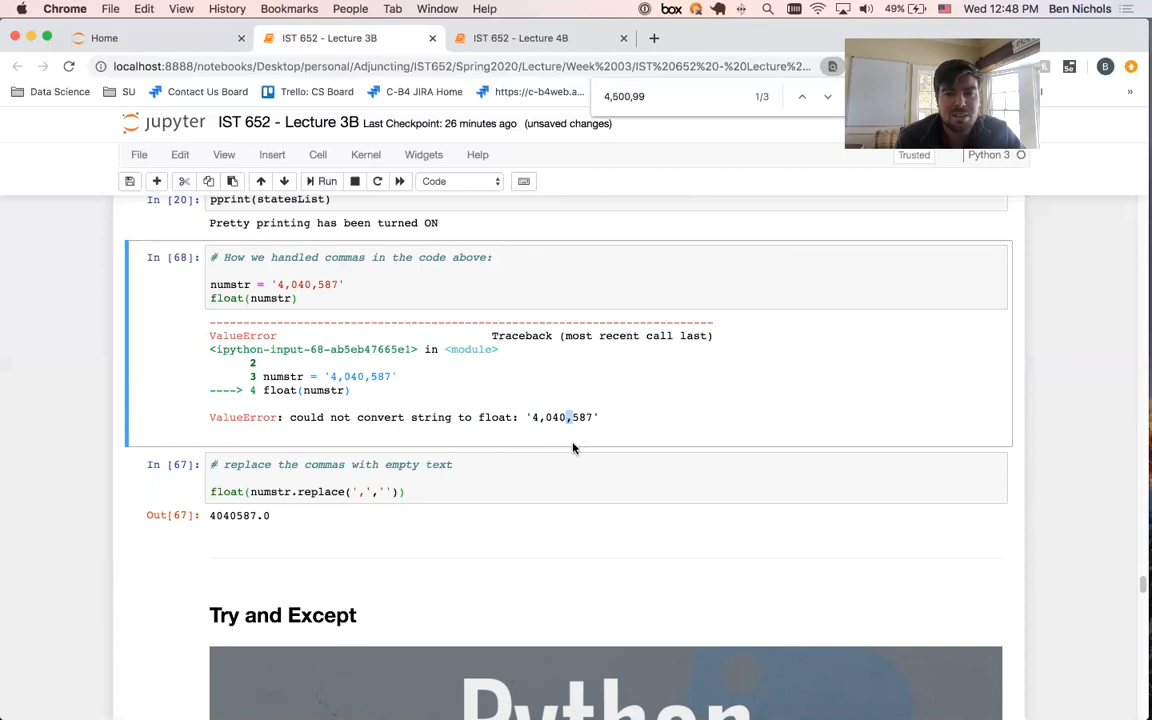 Chrome File Edit View History Bookmarks People Tab Window Help box 49% Wed 12:48 PM Ben Nichols
Home IST 652 - Lecture 3B IST 652 - Lecture 4B
localhost:8888/notebooks/Desktop/personal/Adjuncting/IST652/Spring2020/Lecture/Week%2003/IST%20652%20-%20Lecture%2... Se B
Data Science SU Contact Us Board Trello: CS Board C-B4 JIRA Home https://c-b4web.a... »
4,500,99 1/3
jupyter IST 652 - Lecture 3B Last Checkpoint: 26 minutes ago (unsaved changes)
File Edit View Insert Cell Kernel Widgets Help Trusted Python 3
Run Code
In [20]: pprint(statesList)
Pretty printing has been turned ON
In [68]: # How we handled commas in the code above:
numstr = '4,040,587'
float(numstr)
---------------------------------------------------------------------------
ValueError Traceback (most recent call last)
<ipython-input-68-ab5eb47665e1> in <module>
2
3 numstr = '4,040,587'
----> 4 float(numstr)
ValueError: could not convert string to float: '4,040,587'
In [67]: # replace the commas with empty text
float(numstr.replace(',',''))
Out[67]: 4040587.0
Try and Except
Python